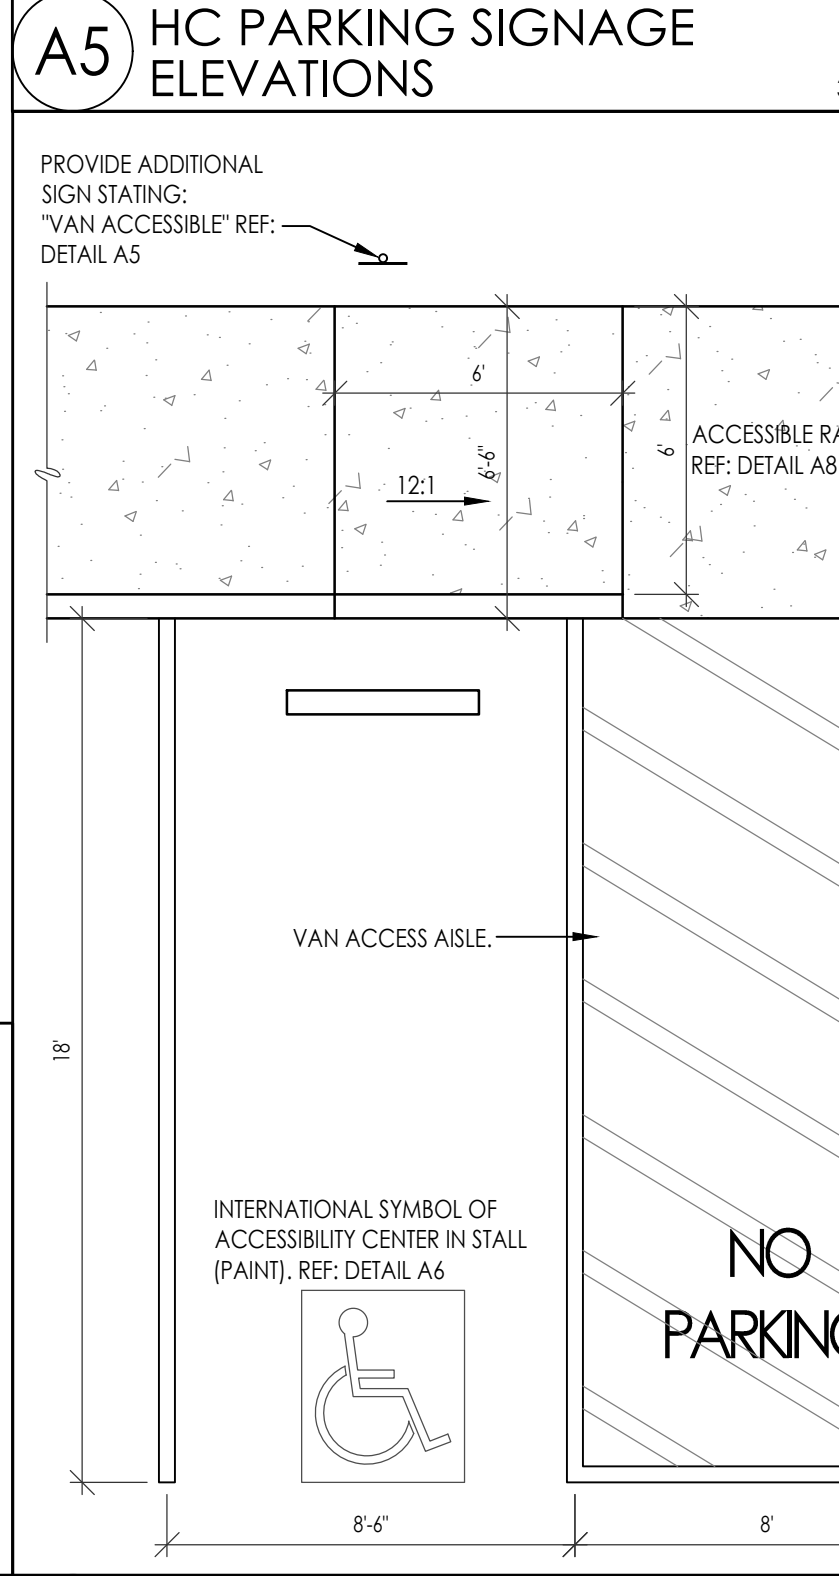 A5
HC PARKING SIGNAGE
ELEVATIONS
PROVIDE ADDITIONAL
SIGN STATING:
"VAN ACCESSIBLE" REF:
DETAIL A5
6'
6'-6"
12:1
6'
ACCESSIBLE
REF: DETAIL A8
VAN ACCESS AISLE.
18'
INTERNATIONAL SYMBOL OF
ACCESSIBILITY CENTER IN STALL
(PAINT). REF: DETAIL A6
NO
PARKING
8'-6"
8'